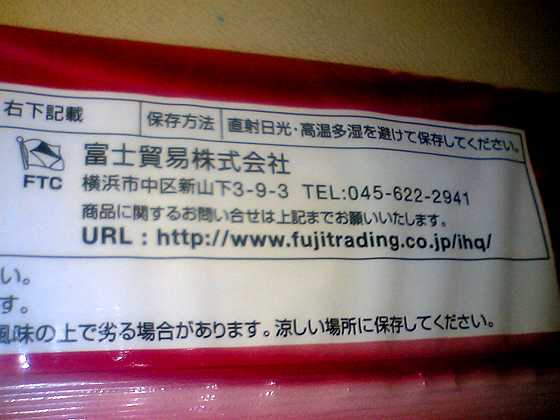 右下記載 保存方法 直射日光・高温多湿を避けて保存してください。
FTC
富士貿易株式会社
横浜市中区新山下3-9-3 TEL:045-622-2941
商品に関するお問い合せは上記までお願いいたします。
URL : http://www.fujitrading.co.jp/ihq/
い。
す。
風味の上で劣る場合があります。涼しい場所に保存してください。